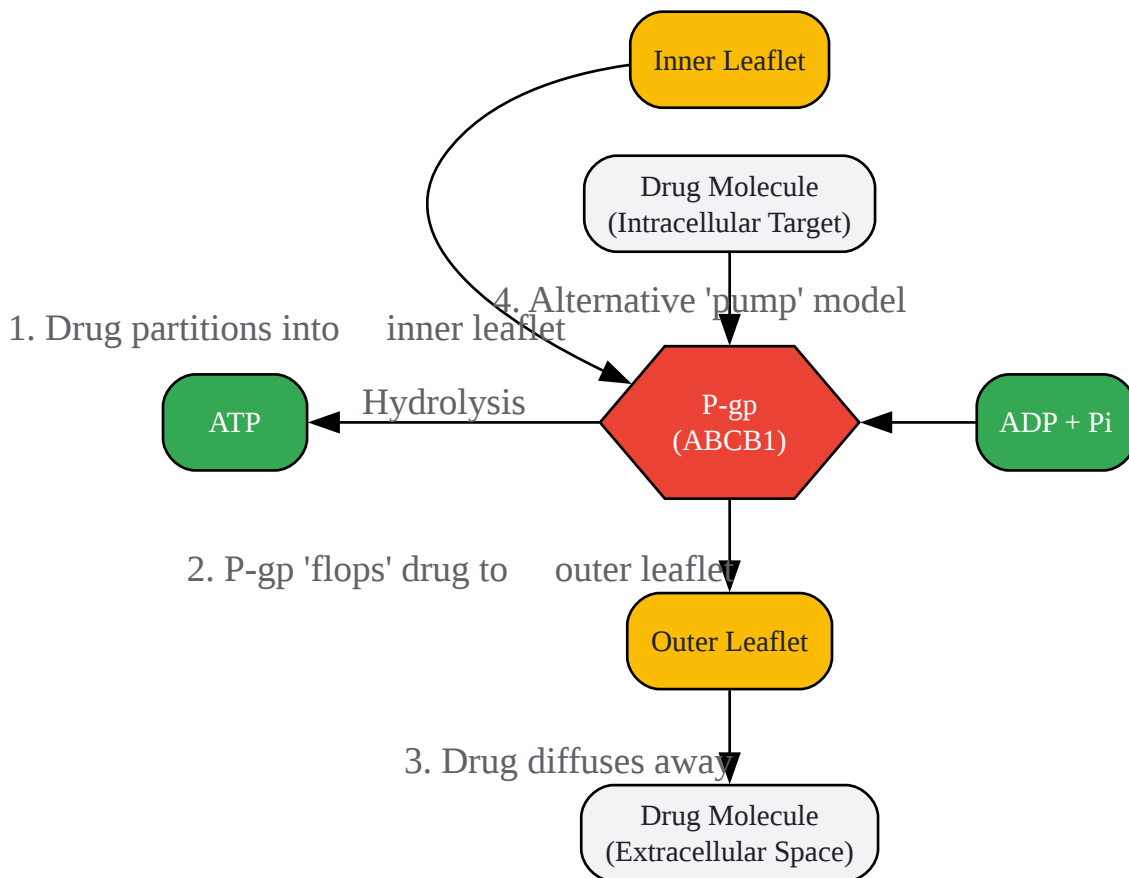 Inner Leaflet
Drug Molecule
(Intracellular Target)
4. Alternative 'pump' model
1. Drug partitions into inner leaflet
Hydrolysis
ATP
P-gp
(ABCB1)
ADP + Pi
2. P-gp 'flops' drug to outer leaflet
Outer Leaflet
3. Drug diffuses away
Drug Molecule
(Extracellular Space)